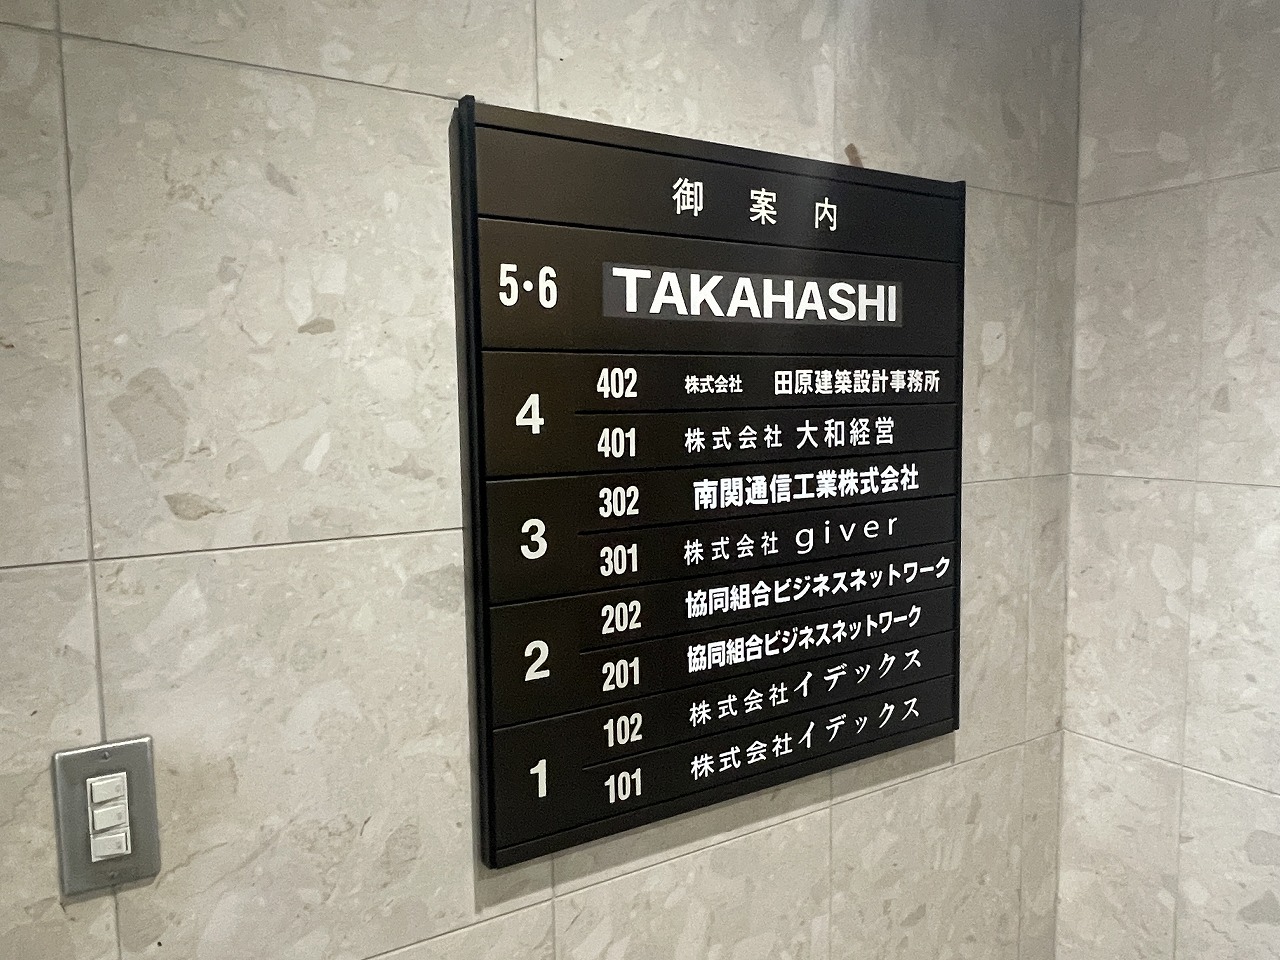 御案内
5・6 TAKAHASHI
4 402 株式会社 田原建築設計事務所
401 株式会社 大和経営
3 302 南関通信工業株式会社
301 株式会社 giver
2 202 協同組合ビジネスネットワーク
201 協同組合ビジネスネットワーク
1 102 株式会社イデックス
101 株式会社イデックス